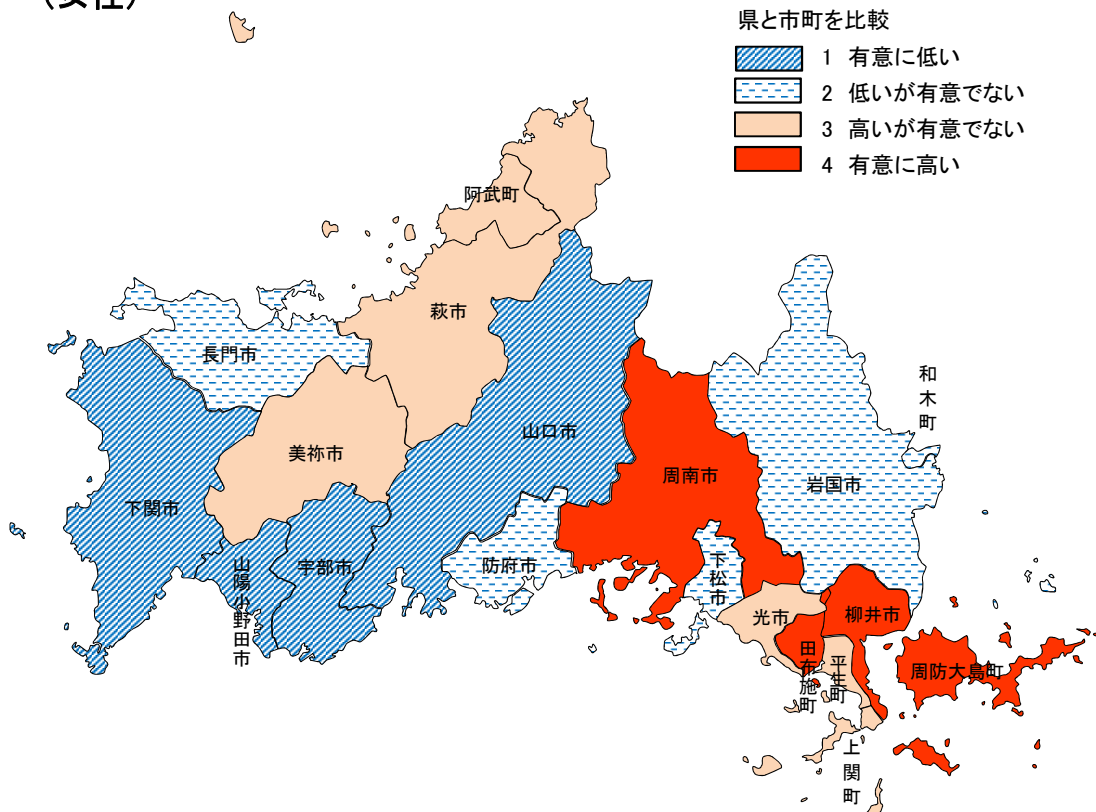 （女性）
県と市町を比較
1 有意に低い
2 低いが有意でない
3 高いが有意でない
4 有意に高い
阿武町
萩市
長門市
和木町
山口市
美祢市
周南市
岩国市
下関市
宇部市
防府市
下松市
山陽小野田市
光市
柳井市
田布施町
平生町
周防大島町
上関町